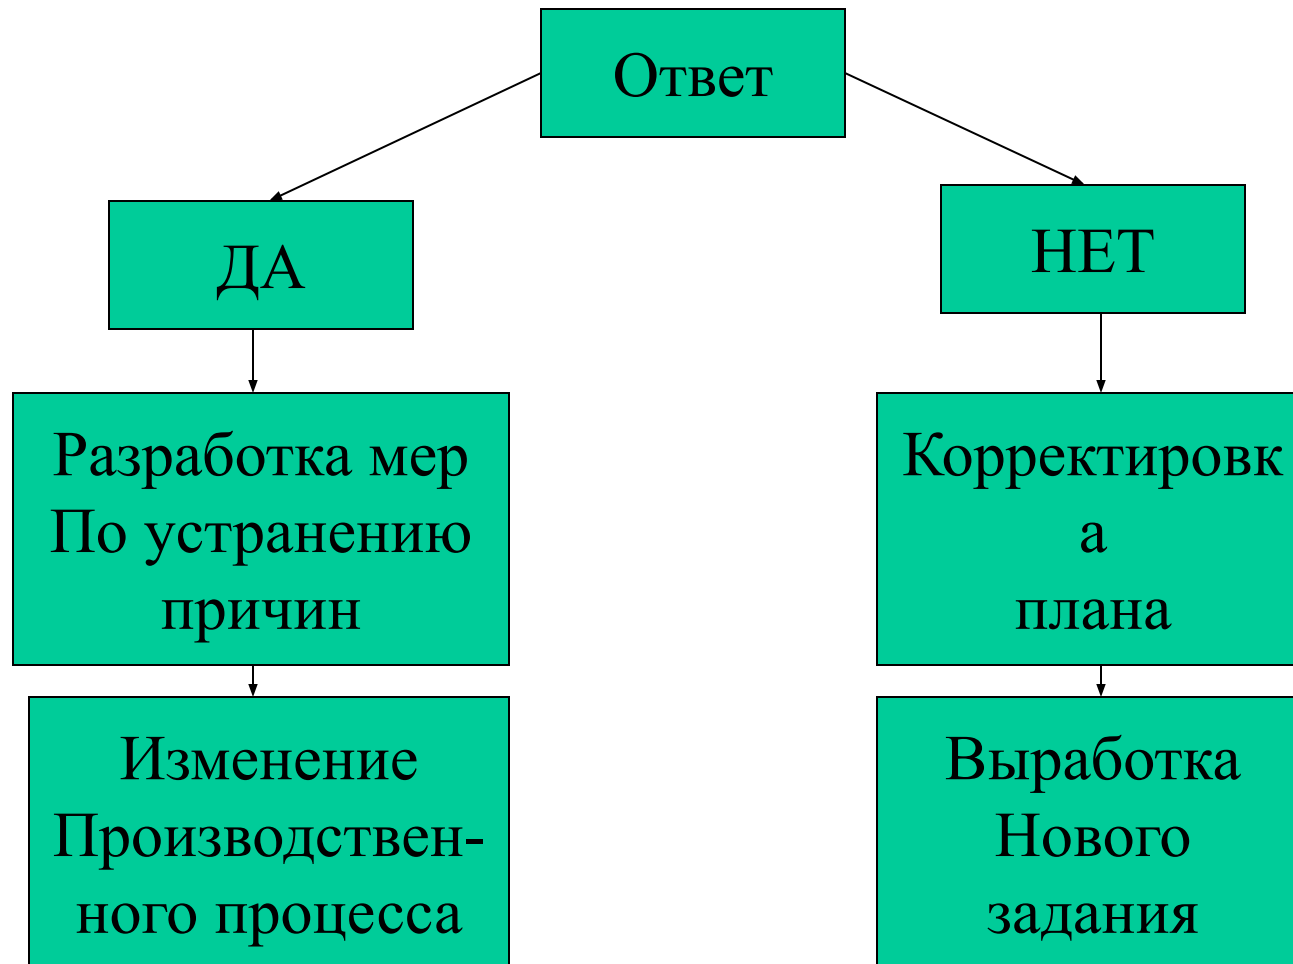 Ответ
ДА
НЕТ
Разработка мер
По устранению
причин
Корректировк
а
плана
Изменение
Производствен-
ного процесса
Выработка
Нового
задания